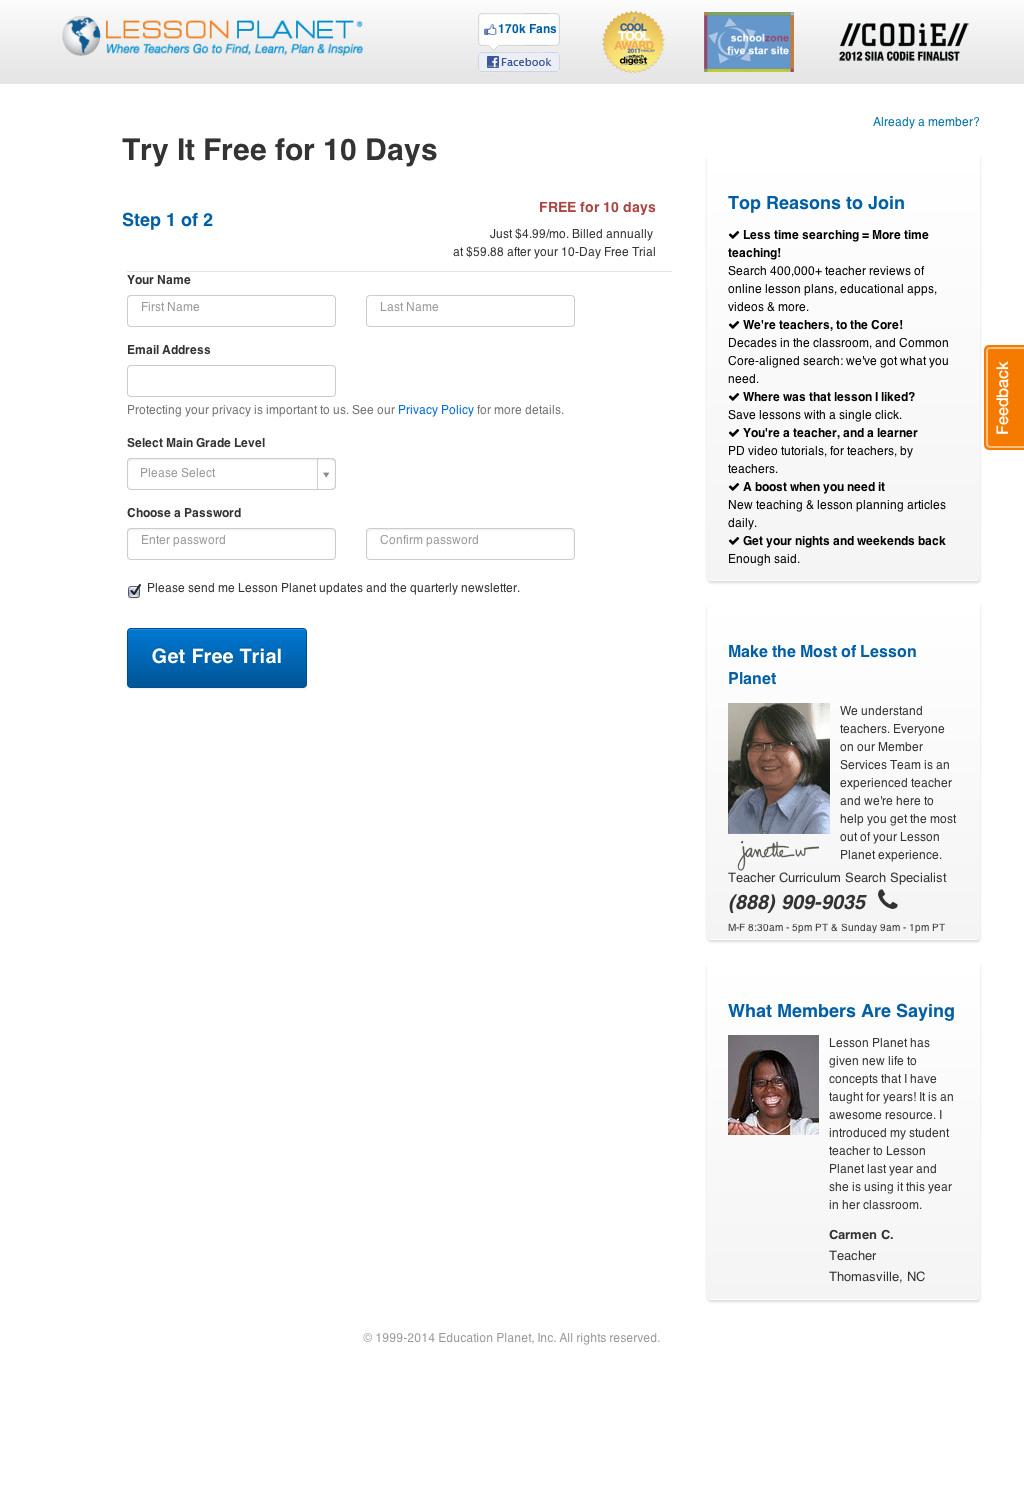 LESSON PLANET
Where Teachers Go to Find, Learn, Plan & Inspire
170k Fans
Facebook
COOL
TOOL
AWARD
2011
edtech
digest
schoolzone
five star site
//CODiE//
2012 SIIA CODiE FINALIST
Already a member?
Try It Free for 10 Days
Step 1 of 2
FREE for 10 days
Just $4.99/mo. Billed annually
at $59.88 after your 10-Day Free Trial
Your Name
First Name
Last Name
Email Address
Protecting your privacy is important to us. See our Privacy Policy for more details.
Select Main Grade Level
Please Select
Choose a Password
Enter password
Confirm password
Please send me Lesson Planet updates and the quarterly newsletter.
Get Free Trial
Top Reasons to Join
Less time searching = More time
teaching!
Search 400,000+ teacher reviews of
online lesson plans, educational apps,
videos & more.
We're teachers, to the Core!
Decades in the classroom, and Common
Core-aligned search: we've got what you
need.
Where was that lesson I liked?
Save lessons with a single click.
You're a teacher, and a learner
PD video tutorials, for teachers, by
teachers.
A boost when you need it
New teaching & lesson planning articles
daily.
Get your nights and weekends back
Enough said.
Feedback
Make the Most of Lesson
Planet
We understand
teachers. Everyone
on our Member
Services Team is an
experienced teacher
and we're here to
help you get the most
out of your Lesson
Planet experience.
janette w
Teacher Curriculum Search Specialist
(888) 909-9035
M-F 8:30am - 5pm PT & Sunday 9am - 1pm PT
What Members Are Saying
Lesson Planet has
given new life to
concepts that I have
taught for years! It is an
awesome resource. I
introduced my student
teacher to Lesson
Planet last year and
she is using it this year
in her classroom.
Carmen C.
Teacher
Thomasville, NC
© 1999-2014 Education Planet, Inc. All rights reserved.